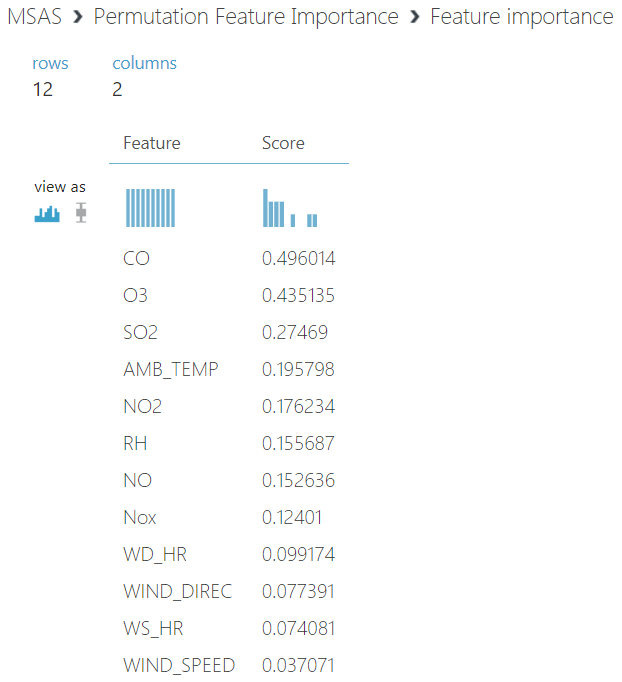 MSAS > Permutation Feature Importance > Feature importance
rows columns
12 2
Feature Score
view as
CO 0.496014
O3 0.435135
SO2 0.27469
AMB_TEMP 0.195798
NO2 0.176234
RH 0.155687
NO 0.152636
Nox 0.12401
WD_HR 0.099174
WIND_DIREC 0.077391
WS_HR 0.074081
WIND_SPEED 0.037071